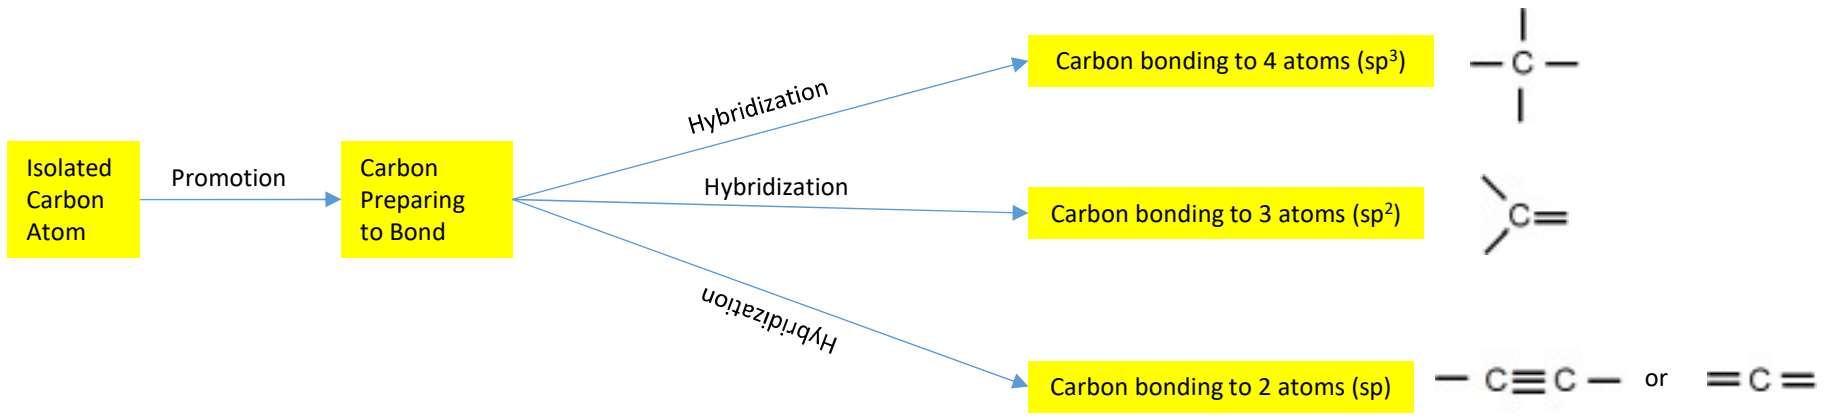 Isolated
Carbon
Atom
Promotion
Carbon
Preparing
to Bond
Hybridization
Carbon bonding to 4 atoms (sp³)
C
Hybridization
Carbon bonding to 3 atoms (sp²)
C
Hybridization
Carbon bonding to 2 atoms (sp)
C≡C or =C=